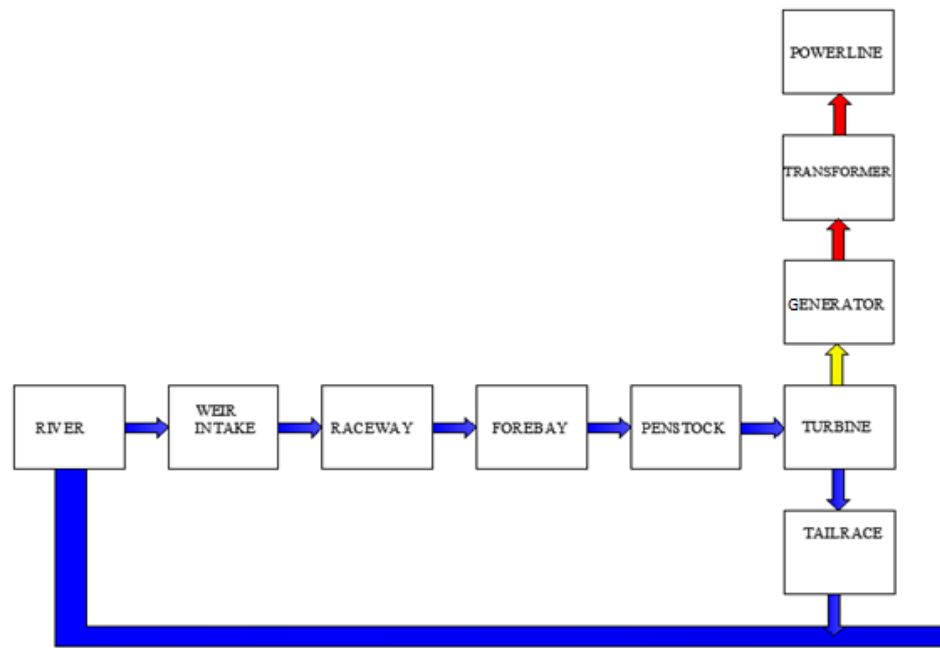 POWERLINE
TRANSFORMER
GENERATOR
RIVER
WEIR
INTAKE
RACEWAY
FOREBAY
PENSTOCK
TURBINE
TAILRACE